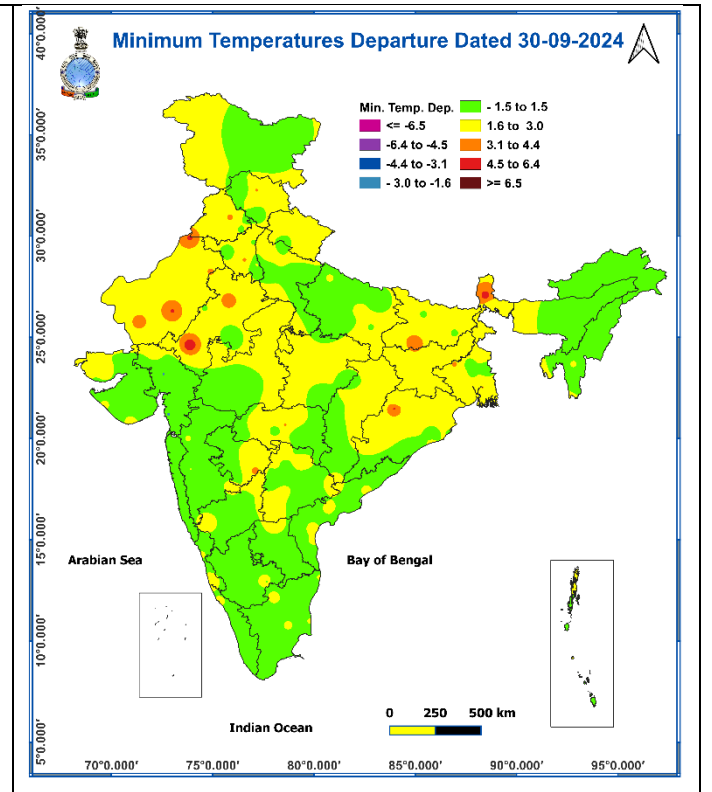 Minimum Temperatures Departure Dated 30-09-2024
Min. Temp. Dep.
<= -6.5
-6.4 to -4.5
-4.4 to -3.1
- 3.0 to -1.6
- 1.5 to 1.5
1.6 to 3.0
3.1 to 4.4
4.5 to 6.4
>= 6.5
40°0.000'
35°0.000'
30°0.000'
25°0.000'
20°0.000'
15°0.000'
10°0.000'
5°0.000'
Arabian Sea
Bay of Bengal
Indian Ocean
0 250 500 km
70°0.000' 75°0.000' 80°0.000' 85°0.000' 90°0.000' 95°0.000'